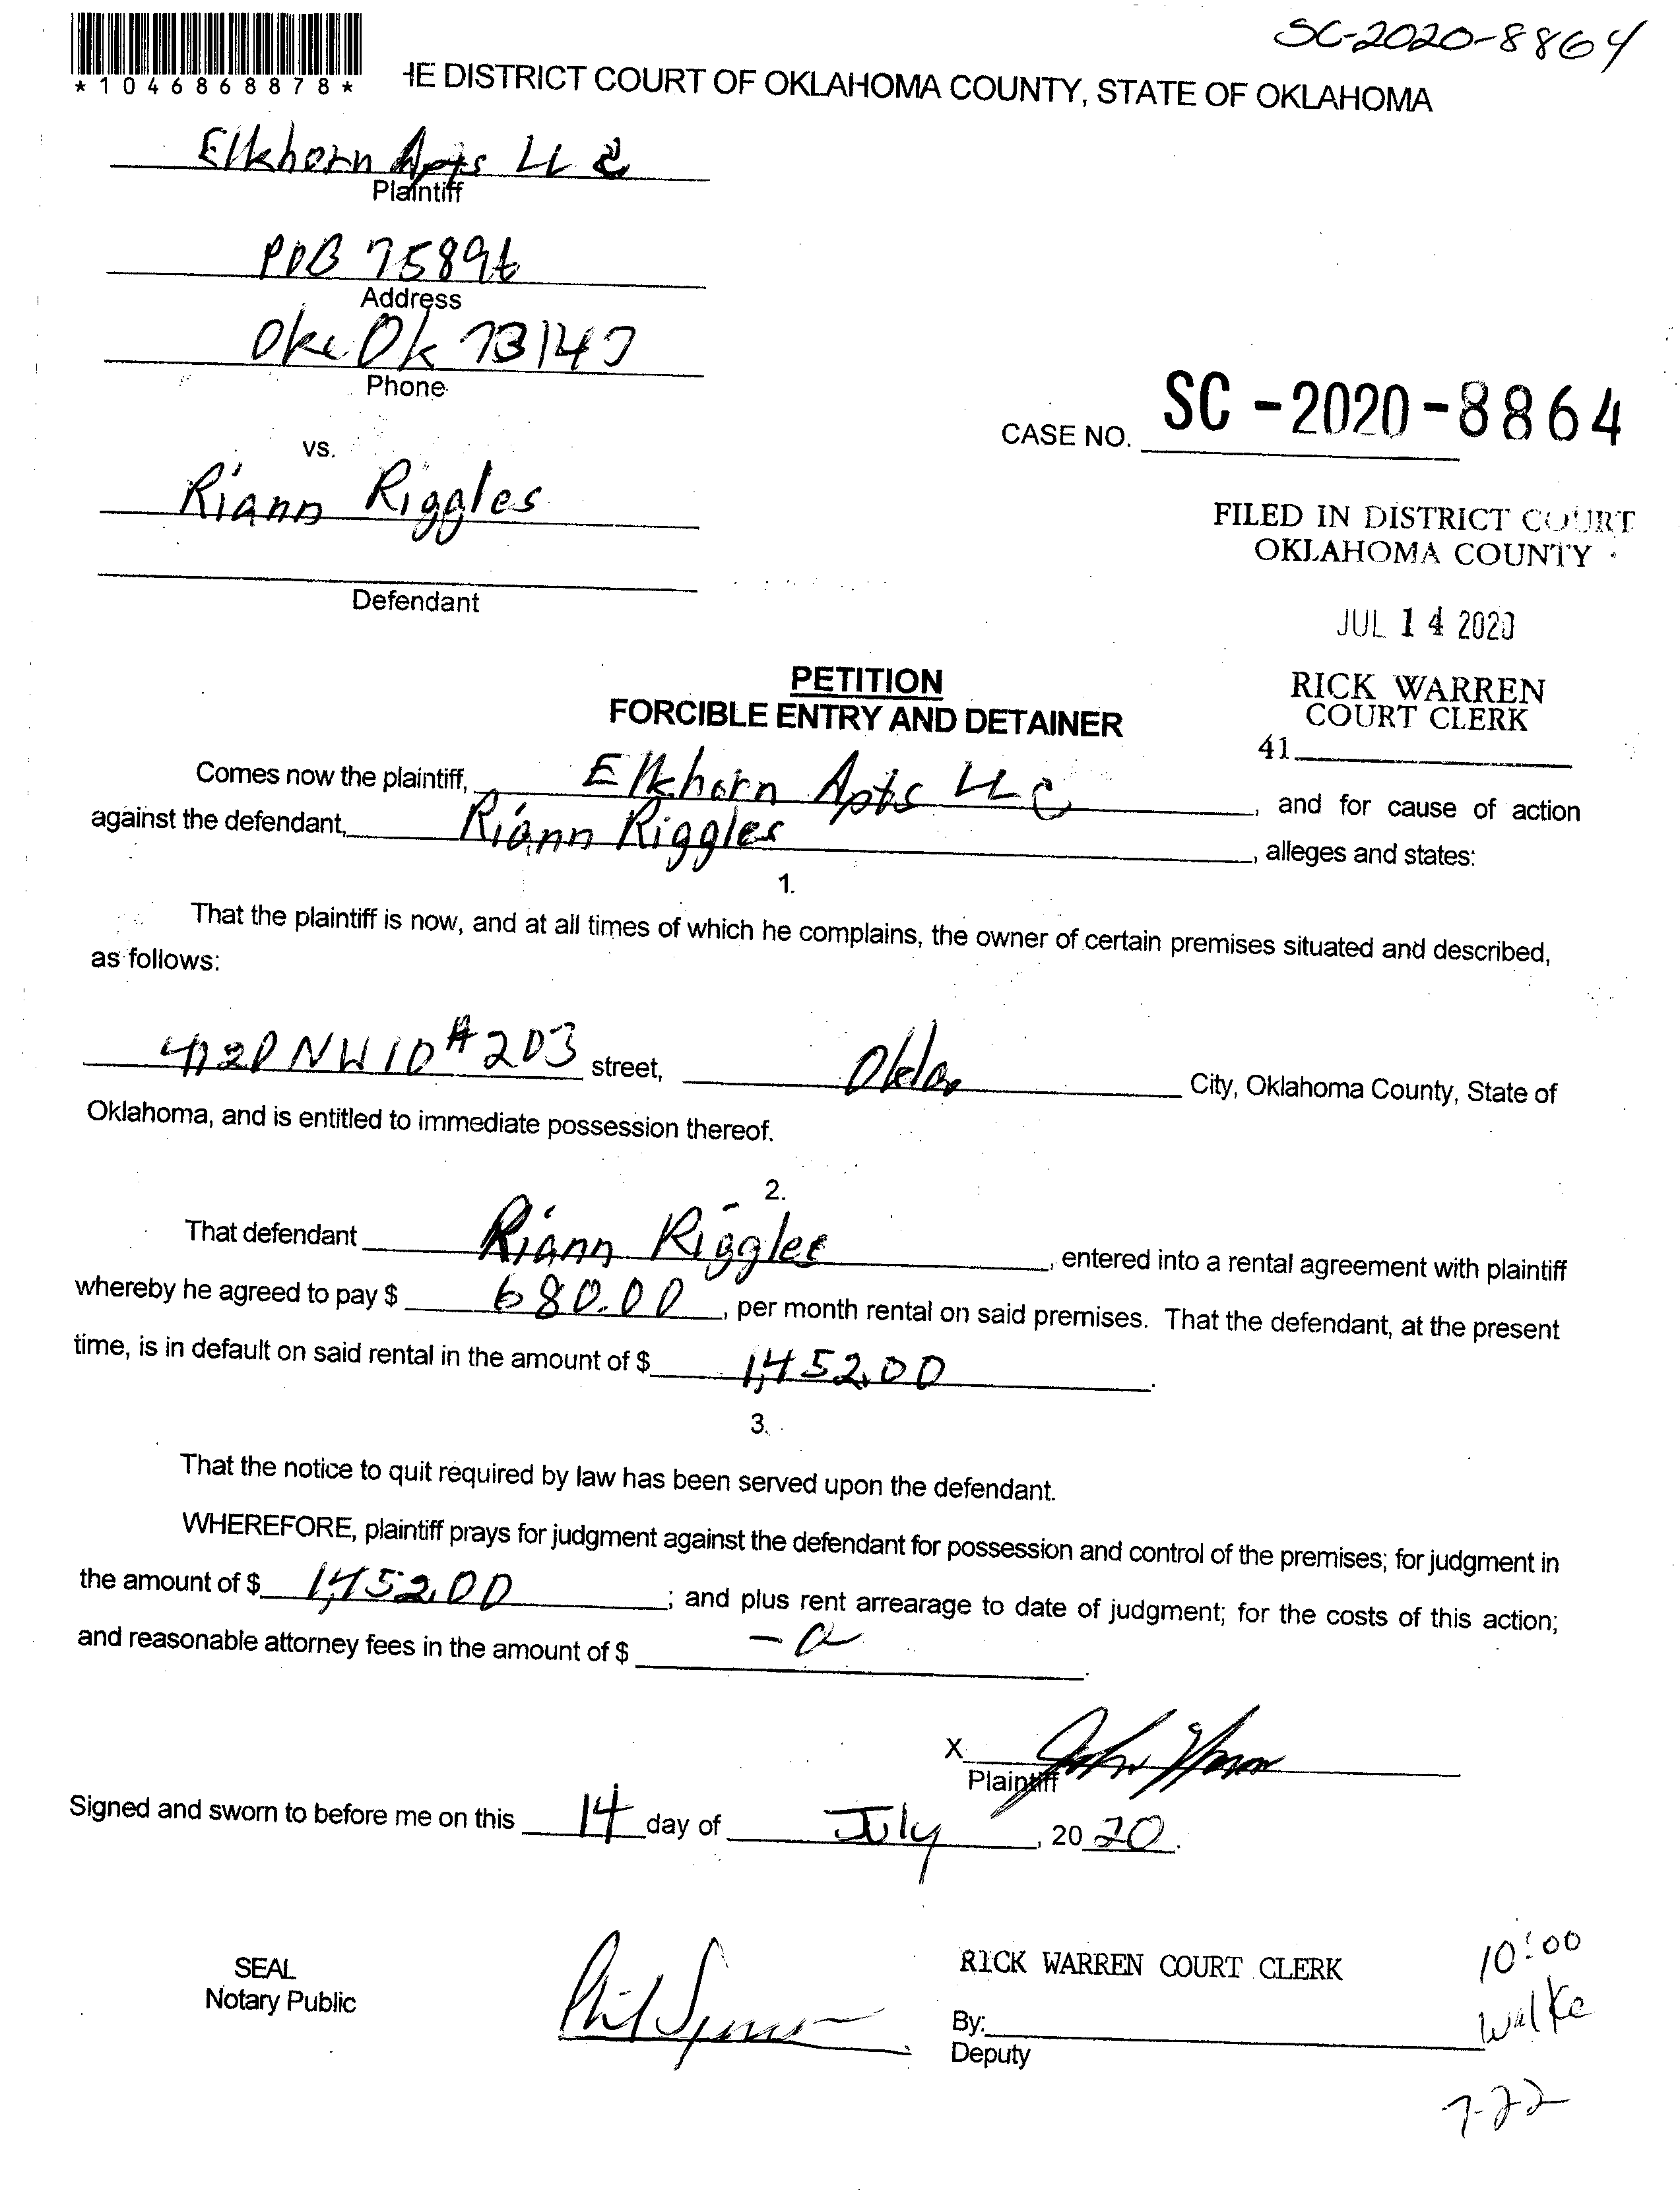 SC-2020-8864
*1046868878*
HE DISTRICT COURT OF OKLAHOMA COUNTY, STATE OF OKLAHOMA
Elkhorn Apts LLC
Plaintiff
POB 75896
Address
Okc Ok 73147
Phone
CASE NO. SC-2020-8864
vs.
Riann Riggles
Defendant
FILED IN DISTRICT COURT
OKLAHOMA COUNTY
JUL 14 2020
RICK WARREN
COURT CLERK
41
PETITION
FORCIBLE ENTRY AND DETAINER
Comes now the plaintiff, Elkhorn Apts LLC, and for cause of action
against the defendant, Riann Riggles, alleges and states:
1.
That the plaintiff is now, and at all times of which he complains, the owner of certain premises situated and described,
as follows:
4120 NW 10 #203 street, Okla City, Oklahoma County, State of
Oklahoma, and is entitled to immediate possession thereof.
2.
That defendant Riann Riggles, entered into a rental agreement with plaintiff
whereby he agreed to pay $ 680.00, per month rental on said premises. That the defendant, at the present
time, is in default on said rental in the amount of $ 1,452.00.
3.
That the notice to quit required by law has been served upon the defendant.
WHEREFORE, plaintiff prays for judgment against the defendant for possession and control of the premises; for judgment in
the amount of $ 1,452.00; and plus rent arrearage to date of judgment; for the costs of this action;
and reasonable attorney fees in the amount of $
X
Plaintiff
Signed and sworn to before me on this 14 day of July, 2020.
SEAL
Notary Public
RICK WARREN COURT CLERK
By:
Deputy
10:00
Walke
7-22